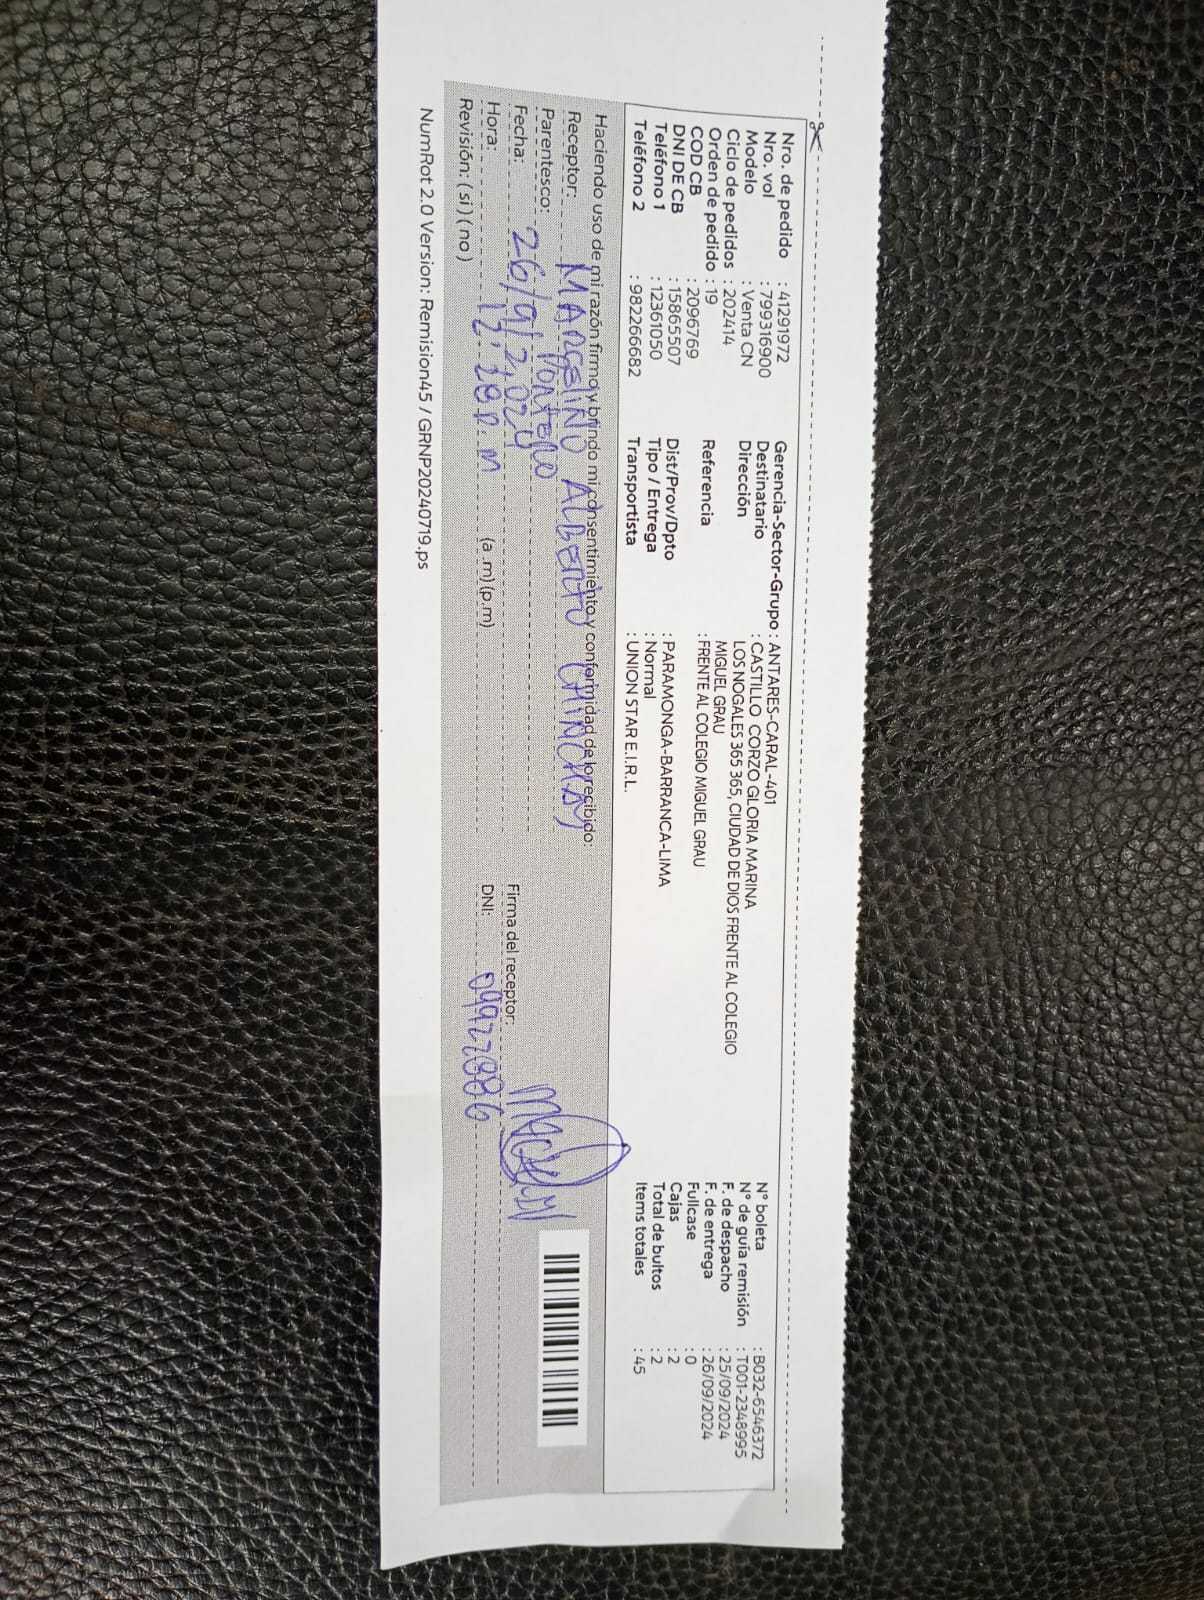 Nro. de pedido : 41291972
Nro. vol : 799316900
Modelo : Venta CN
Ciclo de pedidos : 202414
Orden de pedido : 19
COD CB : 2096769
DNI DE CB : 15865507
Teléfono 1 : 12361050
Teléfono 2 : 982266682
Gerencia-Sector-Grupo : ANTARES-CARAL-401
Destinatario : CASTILLO CORZO GLORIA MARINA
Dirección LOS NOGALES 365 365, CIUDAD DE DIOS FRENTE AL COLEGIO
MIGUEL GRAU
Referencia : FRENTE AL COLEGIO MIGUEL GRAU
Dist/Prov/Dpto : PARAMONGA-BARRANCA-LIMA
Tipo / Entrega : Normal
Transportista : UNION STAR E.I.R.L.
N° boleta : B032-6546372
N° de guía remisión : T001-2348995
F. de despacho : 25/09/2024
F. de entrega : 26/09/2024
Fullcase : 0
Cajas : 2
Total de bultos : 2
Items totales : 45
Haciendo uso de mi razón firmo y brindo mi consentimiento y conformidad de lo recibido:
Receptor: MARCELINO ALBERTO CHINCHAY
Parentesco: PORTERO
Fecha: 26/9/2,024
Hora: (a .m) (p.m)
Revisión: ( si ) ( no )
Firma del receptor:
DNI: 09922886
NumRot 2.0 Version: Remision45 / GRNP20240719.ps